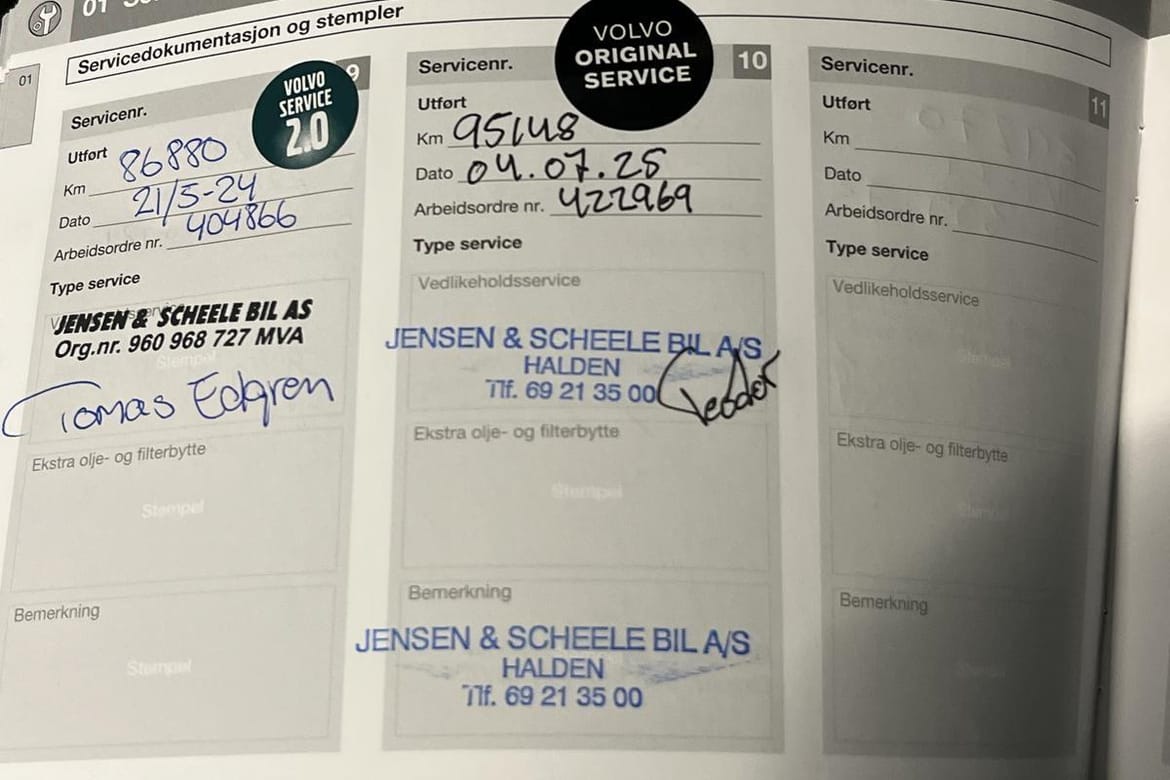 01
Servicedokumentasjon og stempler
01
Servicenr.
9
VOLVO
SERVICE
2.0
Utført
Km 86880
Dato 21/5-24
Arbeidsordre nr. 404866
Type service
JENSEN & SCHEELE BIL AS
Org.nr. 960 968 727 MVA
Stempel
Tomas Edgren
Ekstra olje- og filterbytte
Stempel
Bemerkning
Stempel
Servicenr.
10
VOLVO
ORIGINAL
SERVICE
Utført
Km 95148
Dato 04.07.25
Arbeidsordre nr. 422969
Type service
Vedlikeholdsservice
JENSEN & SCHEELE BIL A/S
HALDEN
Tlf. 69 21 35 00
Ekstra olje- og filterbytte
Stempel
Bemerkning
JENSEN & SCHEELE BIL A/S
HALDEN
Tlf. 69 21 35 00
Servicenr.
11
Utført
Km
Dato
Arbeidsordre nr.
Type service
Vedlikeholdsservice
Stempel
Ekstra olje- og filterbytte
Stempel
Bemerkning